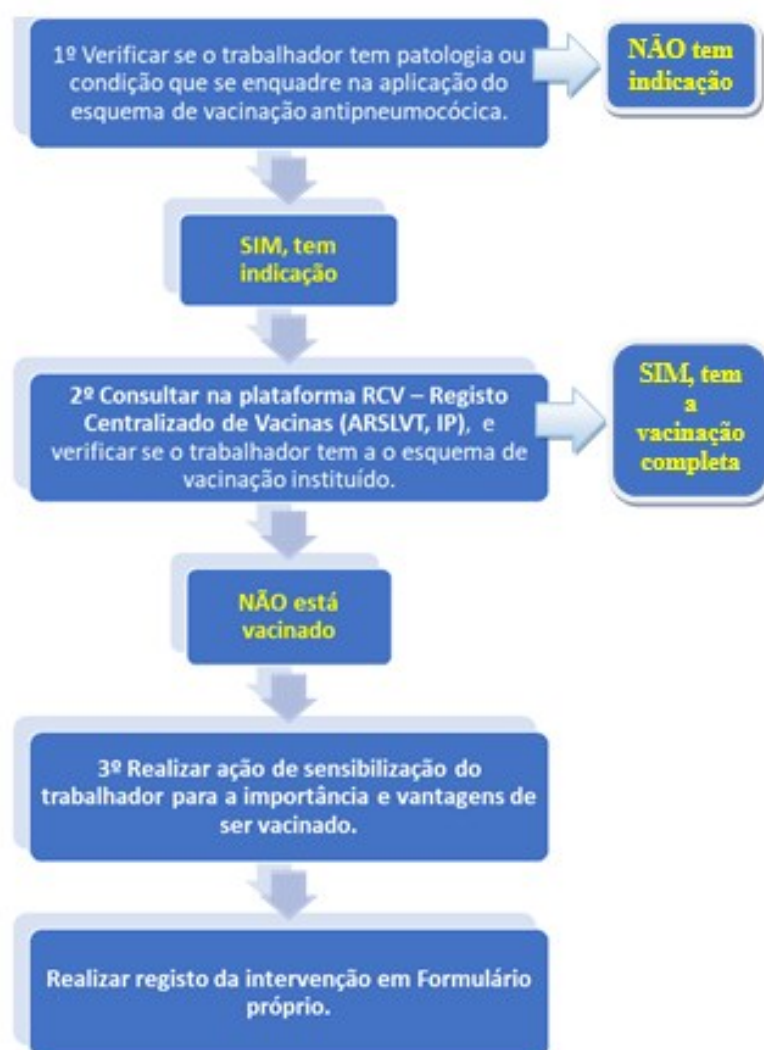 1º Verificar se o trabalhador tem patologia ou
condição que se enquadre na aplicação do
esquema de vacinação antipneumocócica.
NÃO tem
indicação
SIM, tem
indicação
2º Consultar na plataforma RCV – Registo
Centralizado de Vacinas (ARSLVT, IP), e
verificar se o trabalhador tem a o esquema de
vacinação instituído.
SIM, tem
a
vacinação
completa
NÃO está
vacinado
3º Realizar ação de sensibilização do
trabalhador para a importância e vantagens de
ser vacinado.
Realizar registo da intervenção em Formulário
próprio.